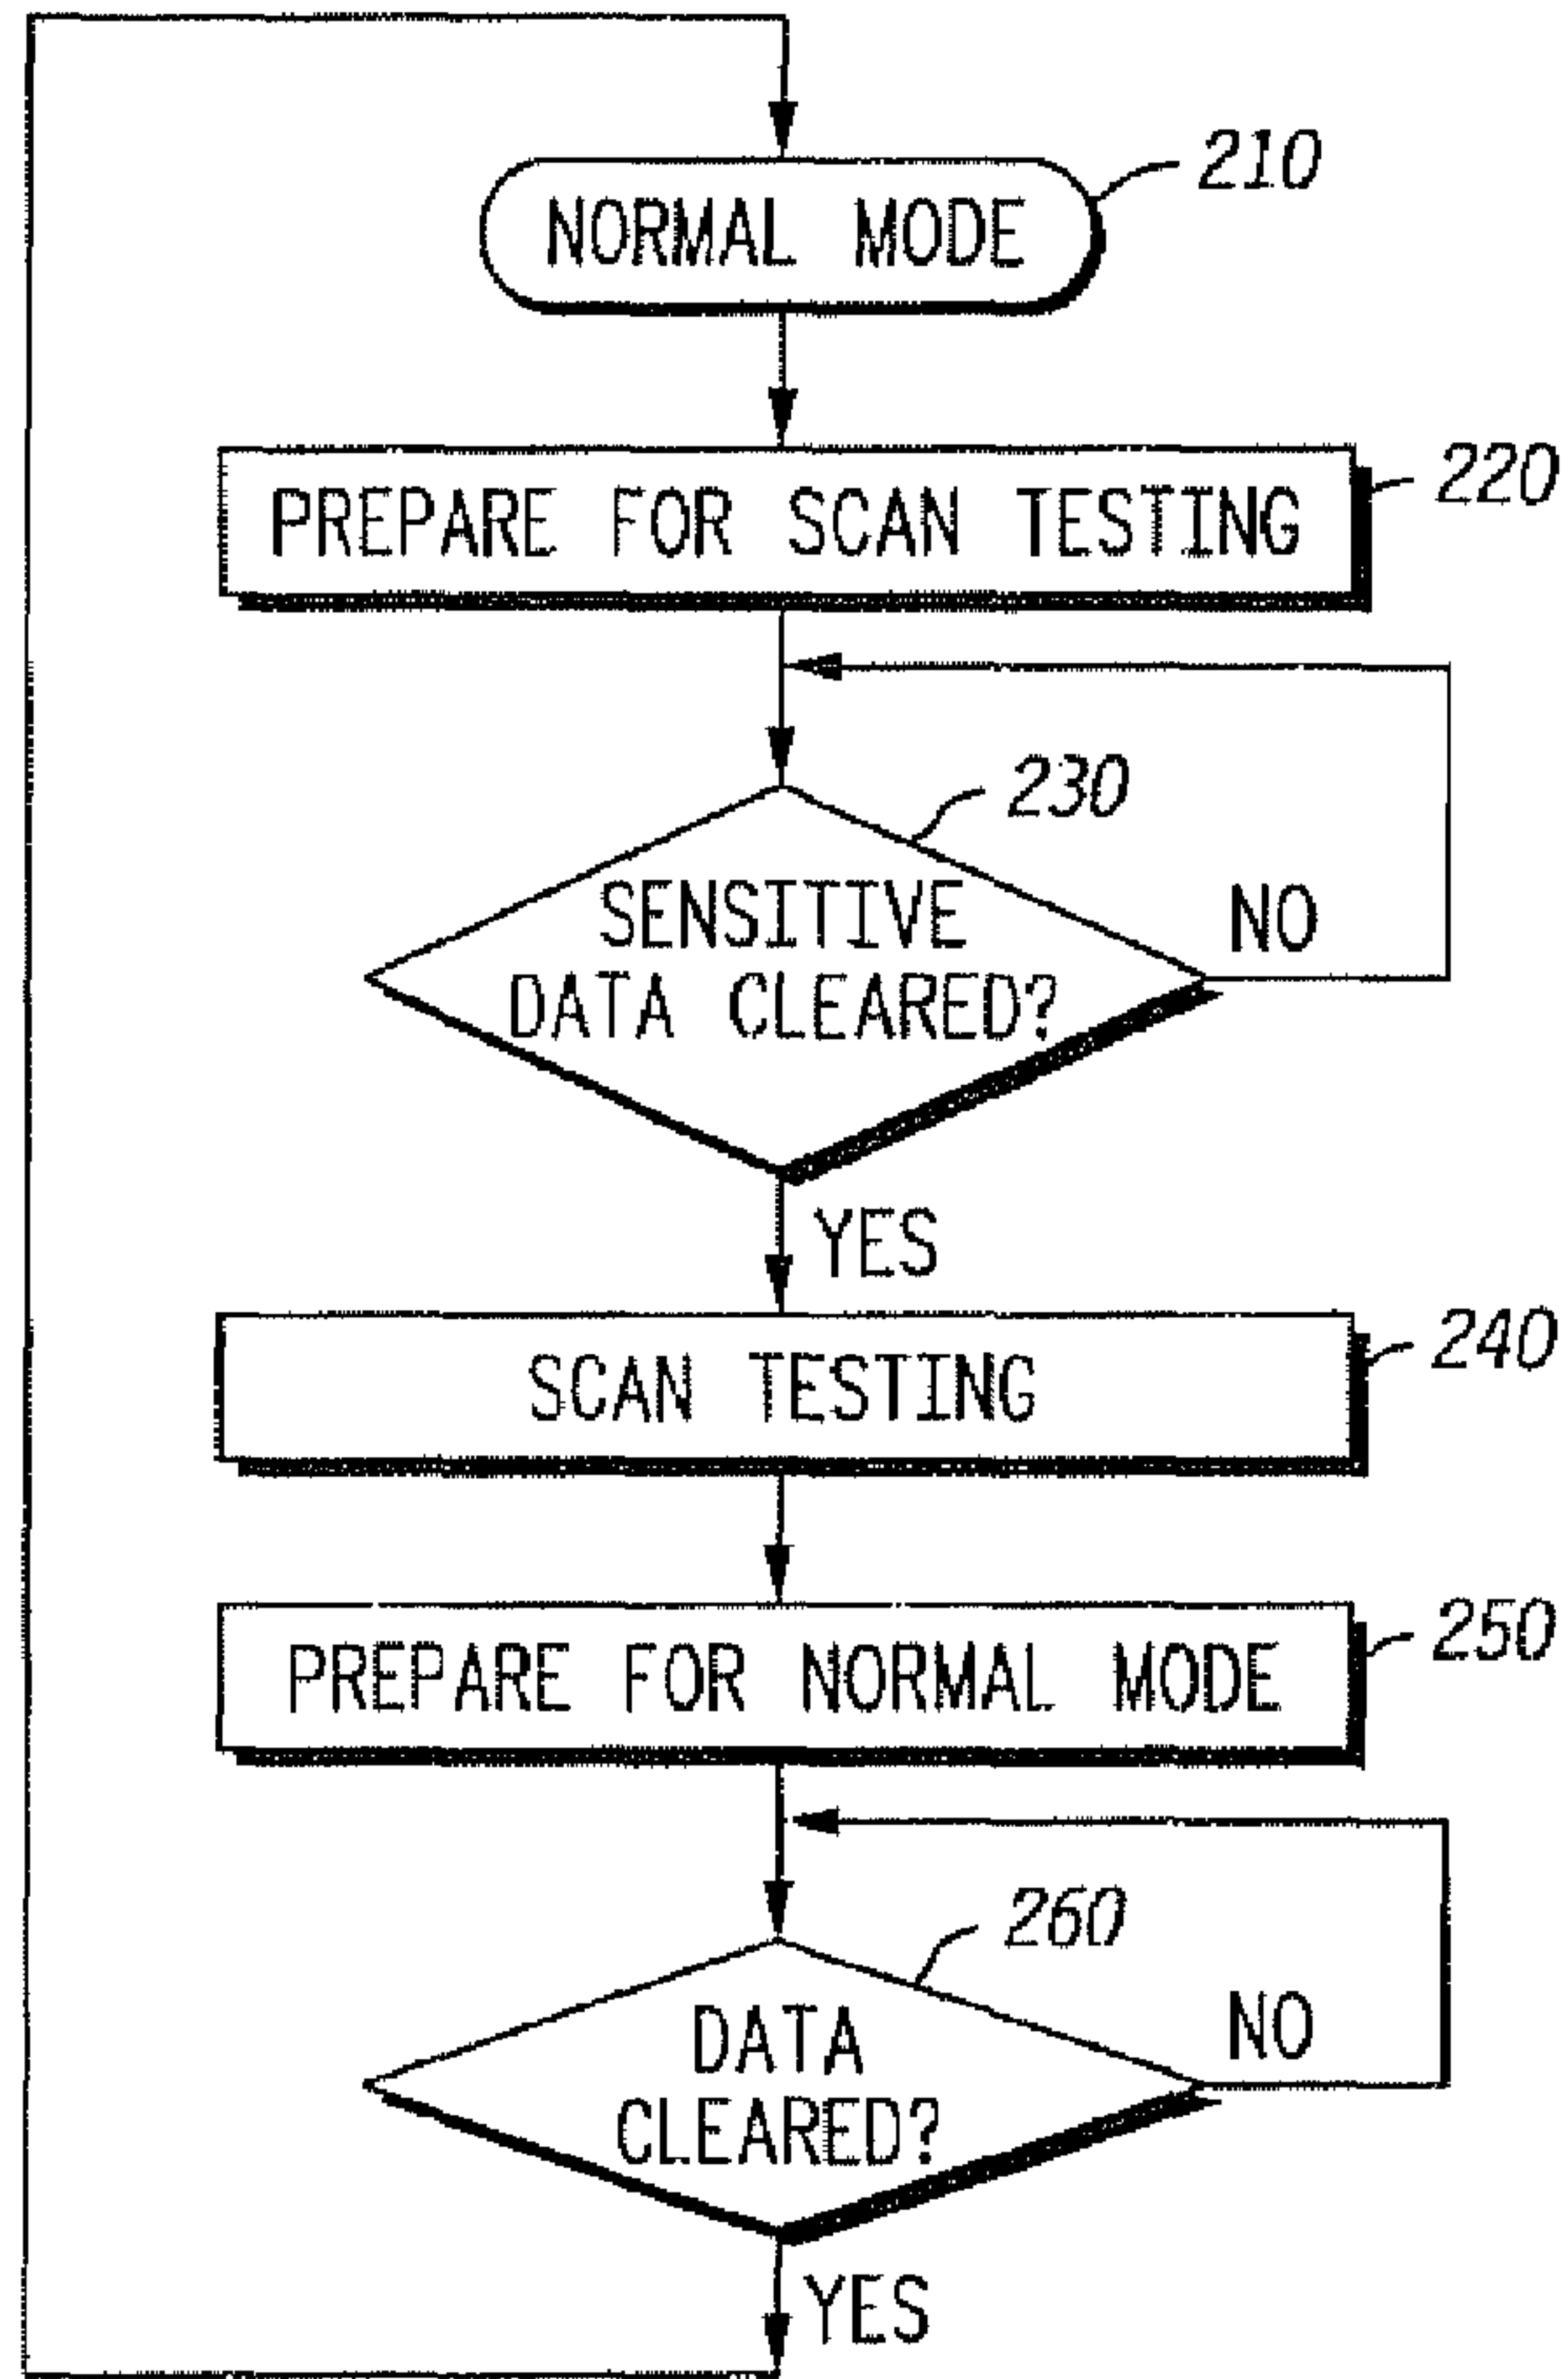 210
NORMAL MODE
220
PREPARE FOR SCAN TESTING
230
SENSITIVE
DATA CLEARED?
NO
YES
240
SCAN TESTING
250
PREPARE FOR NORMAL MODE
260
DATA
CLEARED?
NO
YES